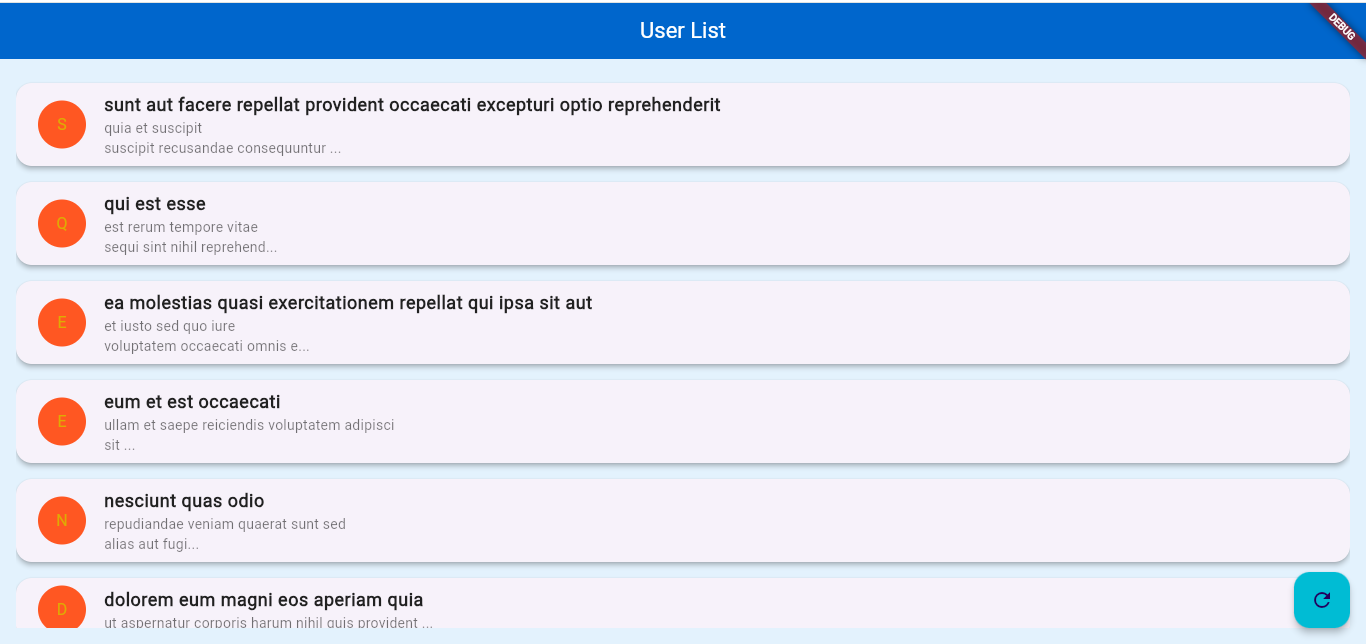 User List
DEBUG
S
sunt aut facere repellat provident occaecati excepturi optio reprehenderit
quia et suscipit
suscipit recusandae consequuntur ...
Q
qui est esse
est rerum tempore vitae
sequi sint nihil reprehend...
E
ea molestias quasi exercitationem repellat qui ipsa sit aut
et iusto sed quo iure
voluptatem occaecati omnis e...
E
eum et est occaecati
ullam et saepe reiciendis voluptatem adipisci
sit ...
N
nesciunt quas odio
repudiandae veniam quaerat sunt sed
alias aut fugi...
D
dolorem eum magni eos aperiam quia
ut aspernatur corporis harum nihil quis provident ...